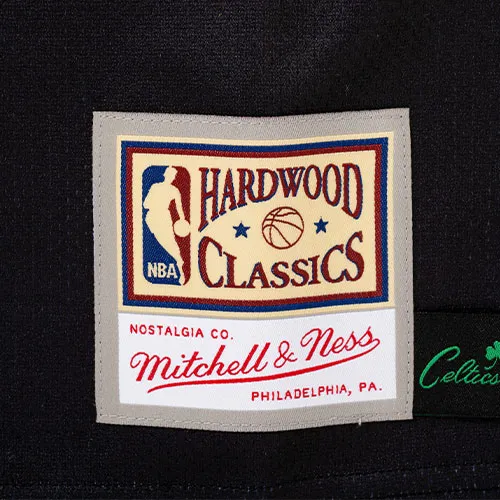 HARDWOOD
CLASSICS
NBA
NOSTALGIA CO.
Mitchell & Ness
PHILADELPHIA, PA.
Celtics